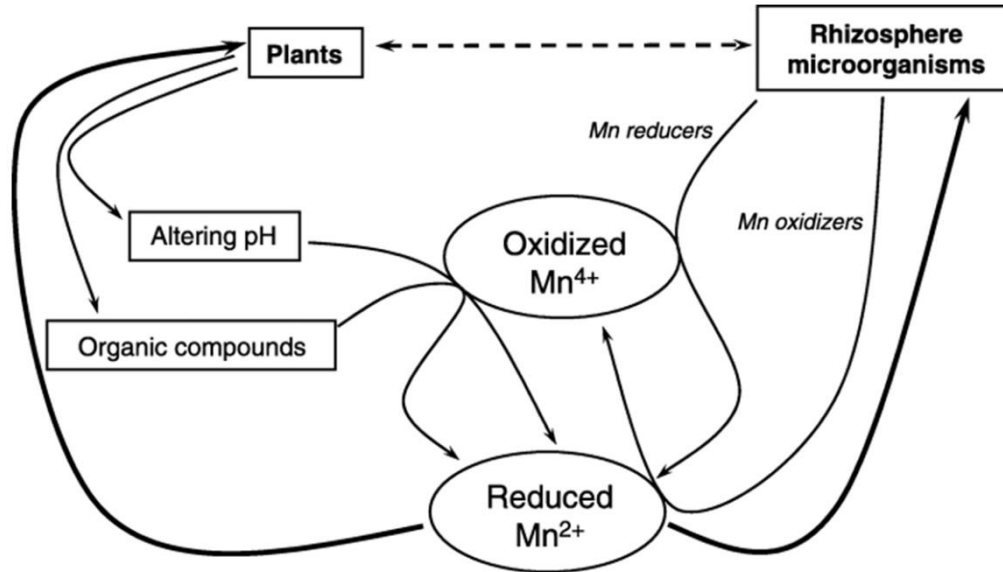 Plants
Rhizosphere
microorganisms
Mn reducers
Mn oxidizers
Altering pH
Oxidized
Mn⁴⁺
Organic compounds
Reduced
Mn²⁺